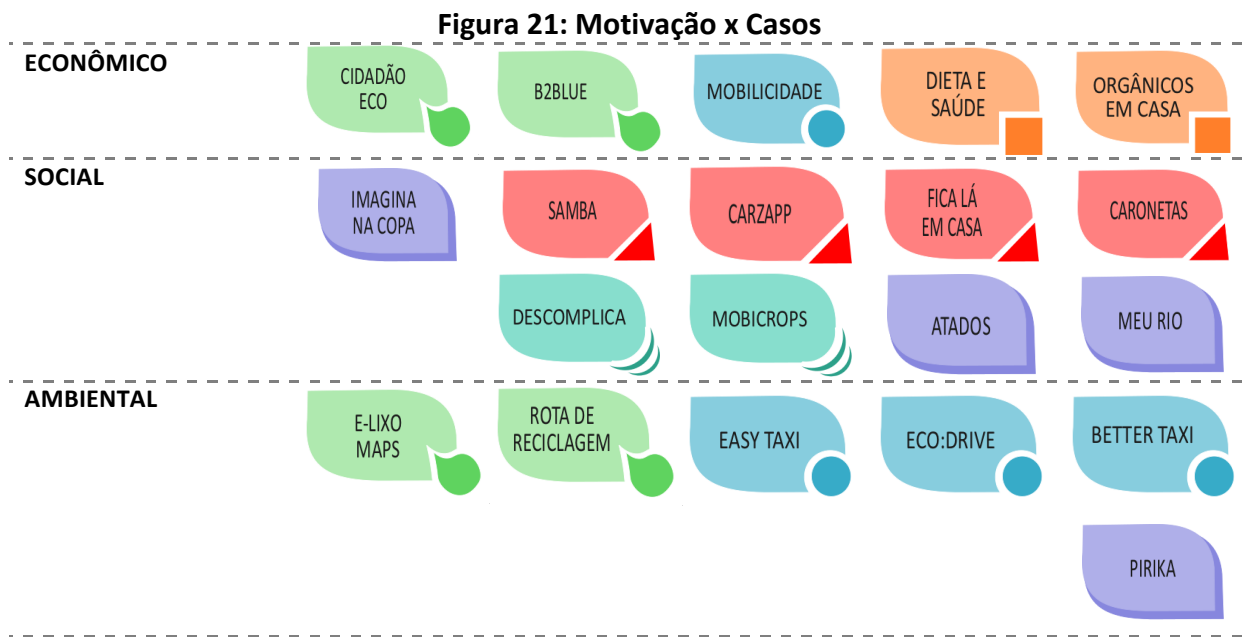 Figura 21: Motivação x Casos
ECONÔMICO
CIDADÃO
ECO
B2BLUE
MOBILICIDADE
DIETA E
SAÚDE
ORGÂNICOS
EM CASA
SOCIAL
IMAGINA
NA COPA
SAMBA
CARZAPP
FICA LÁ
EM CASA
CARONETAS
DESCOMPLICA
MOBICROPS
ATADOS
MEU RIO
AMBIENTAL
E-LIXO
MAPS
ROTA DE
RECICLAGEM
EASY TAXI
ECO:DRIVE
BETTER TAXI
PIRIKA